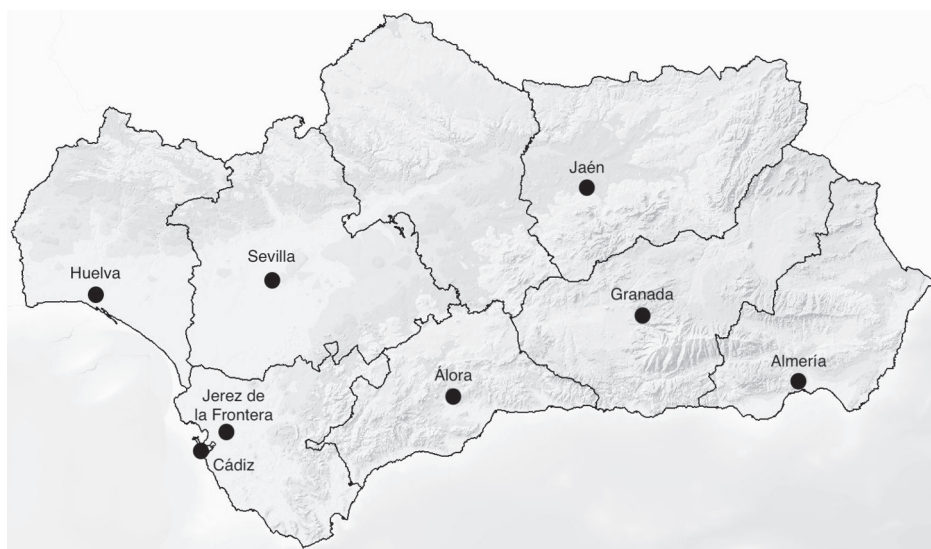 Jaén
Sevilla
Huelva
Granada
Almería
Álora
Jerez de
la Frontera
Cádiz